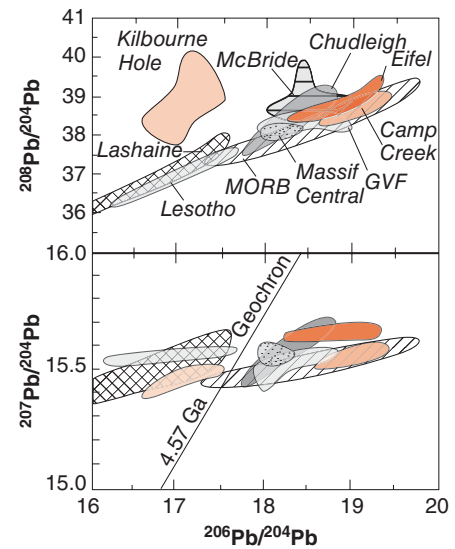 41
40
39
38
37
36
208Pb/204Pb
Kilbourne
Hole
McBride
Chudleigh
Eifel
Lashaine
Lesotho
MORB
Massif
Central
GVF
Camp
Creek
16.0
15.5
15.0
207Pb/204Pb
Geochron
4.57 Ga
16 17 18 19 20
206Pb/204Pb